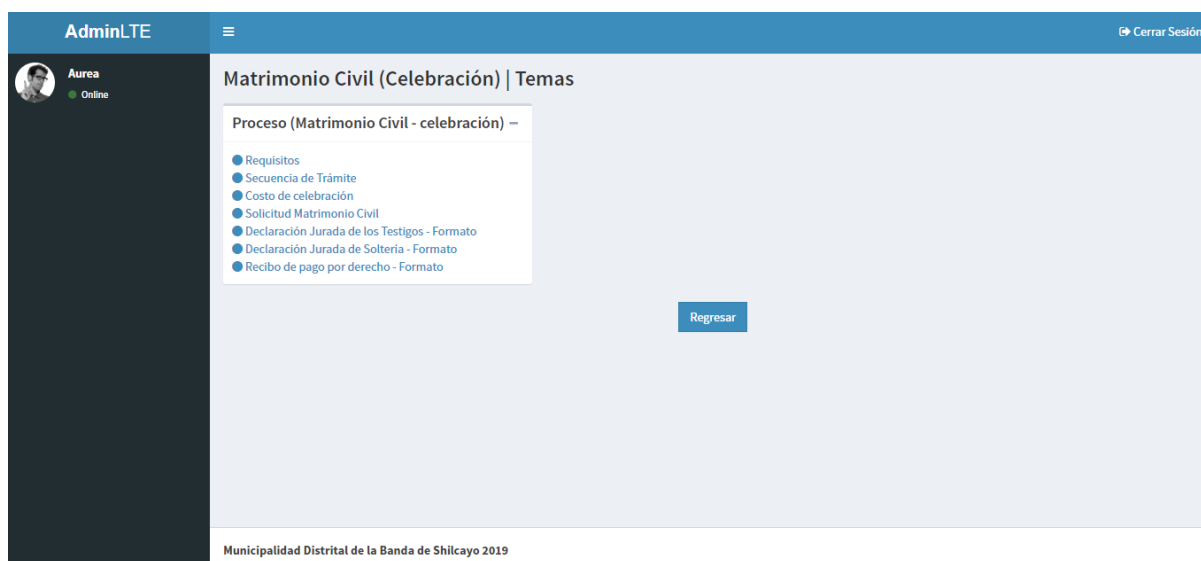 AdminLTE
Cerrar Sesión
Aurea
Online
Matrimonio Civil (Celebración) | Temas
Proceso (Matrimonio Civil - celebración)
Requisitos
Secuencia de Trámite
Costo de celebración
Solicitud Matrimonio Civil
Declaración Jurada de los Testigos - Formato
Declaración Jurada de Solteria - Formato
Recibo de pago por derecho - Formato
Regresar
Municipalidad Distrital de la Banda de Shilcayo 2019